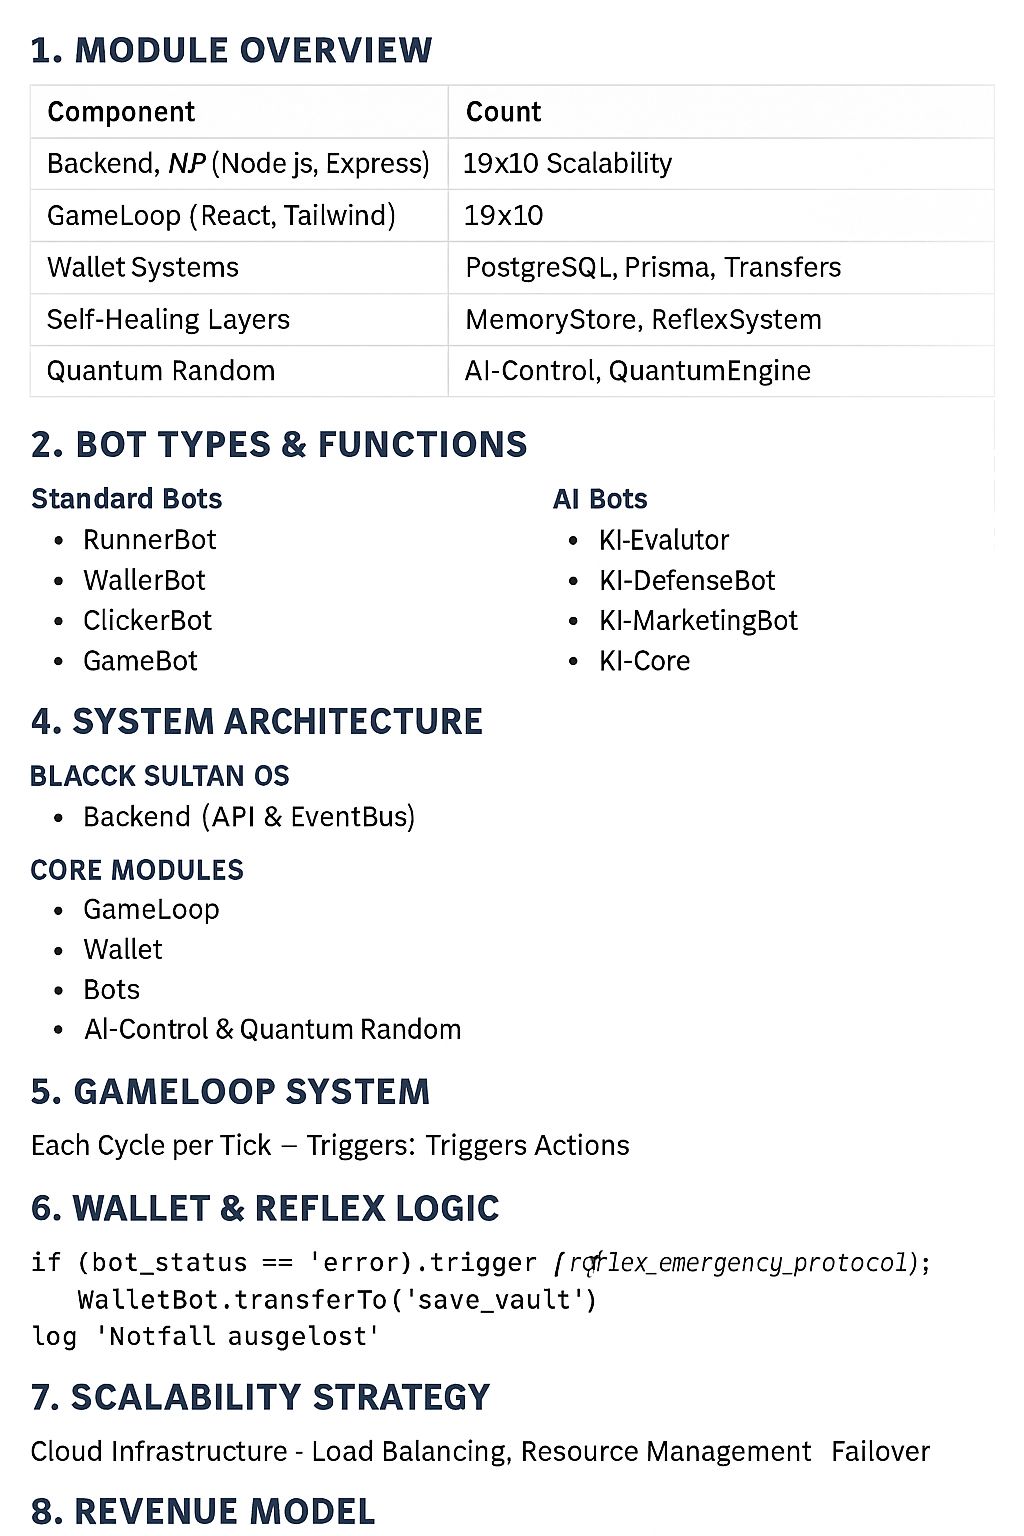 1. MODULE OVERVIEW
Component Count
Backend, NP (Node js, Express) 19x10 Scalability
GameLoop (React, Tailwind) 19x10
Wallet Systems PostgreSQL, Prisma, Transfers
Self-Healing Layers MemoryStore, ReflexSystem
Quantum Random AI-Control, QuantumEngine
2. BOT TYPES & FUNCTIONS
Standard Bots
• RunnerBot
• WallerBot
• ClickerBot
• GameBot
AI Bots
• KI-Evalutor
• KI-DefenseBot
• KI-MarketingBot
• KI-Core
4. SYSTEM ARCHITECTURE
BLACCK SULTAN OS
• Backend (API & EventBus)
CORE MODULES
• GameLoop
• Wallet
• Bots
• AI-Control & Quantum Random
5. GAMELOOP SYSTEM
Each Cycle per Tick – Triggers: Triggers Actions
6. WALLET & REFLEX LOGIC
if (bot_status == 'error).trigger
WalletBot.transferTo('save_vault')
log 'Notfall ausgelost'
7. SCALABILITY STRATEGY
Cloud Infrastructure - Load Balancing, Resource Management Failover
8. REVENUE MODEL